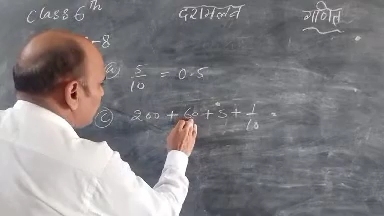 class 6th दशमलव गणित
-8
(a) 5/10 = 0.5
(c) 200 + 60 + 5 + 1/10 =